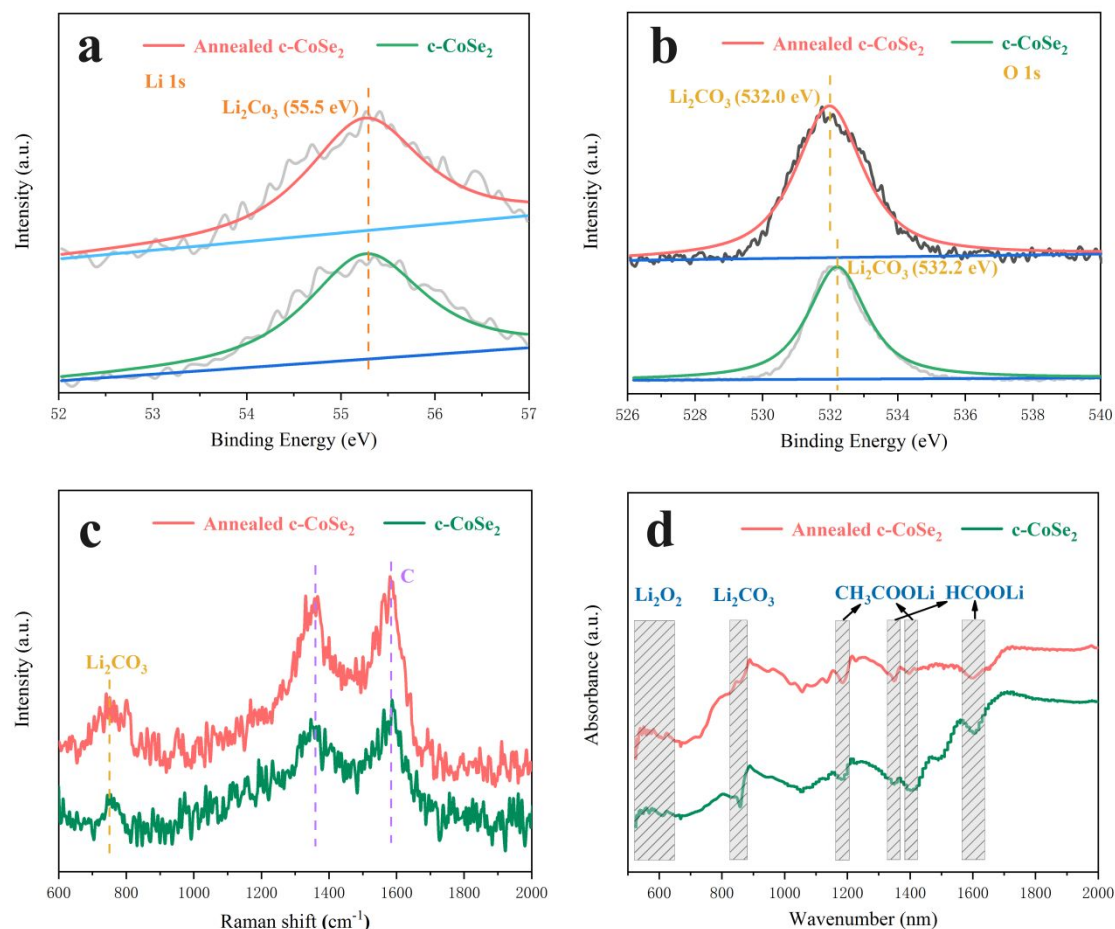 a
Annealed c-CoSe₂ c-CoSe₂
Li 1s
Li₂Co₃ (55.5 eV)
Intensity (a.u.)
52 53 54 55 56 57
Binding Energy (eV)
b
Annealed c-CoSe₂ c-CoSe₂
O 1s
Li₂CO₃ (532.0 eV)
Li₂CO₃ (532.2 eV)
Intensity (a.u.)
526 528 530 532 534 536 538 540
Binding Energy (eV)
c
Annealed c-CoSe₂ c-CoSe₂
C
Li₂CO₃
Intensity (a.u.)
600 800 1000 1200 1400 1600 1800 2000
Raman shift (cm⁻¹)
d
Annealed c-CoSe₂ c-CoSe₂
Li₂O₂ Li₂CO₃ CH₃COOLi HCOOLi
Absorbance (a.u.)
600 800 1000 1200 1400 1600 1800 2000
Wavenumber (nm)